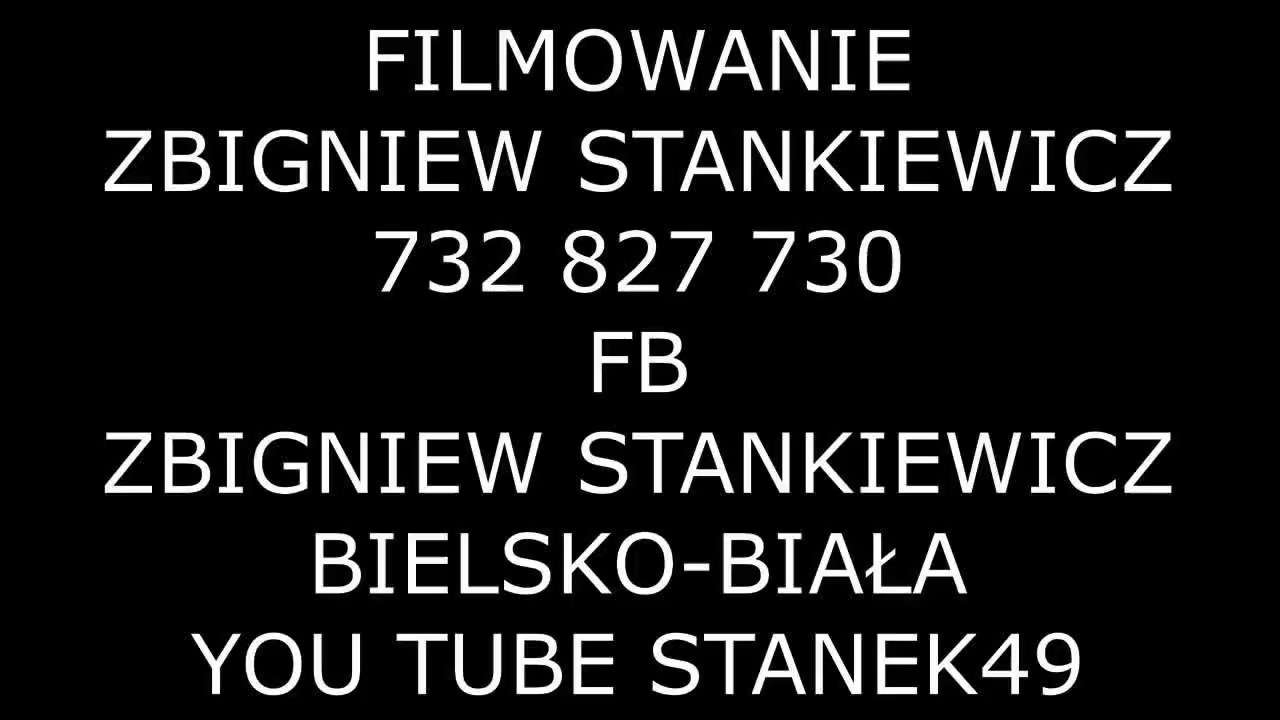 FILMOWANIE
ZBIGNIEW STANKIEWICZ
732 827 730
FB
ZBIGNIEW STANKIEWICZ
BIELSKO-BIAŁA
YOU TUBE STANEK49